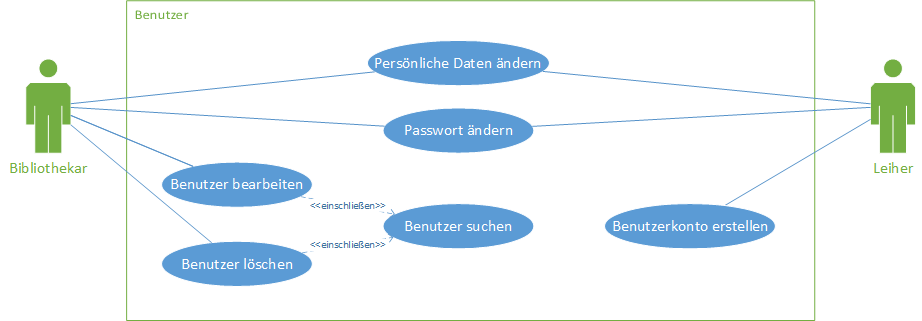 Benutzer
Persönliche Daten ändern
Passwort ändern
Bibliothekar
Leiher
Benutzer bearbeiten
<<einschließen>>
Benutzer suchen
Benutzerkonto erstellen
<<einschließen>>
Benutzer löschen